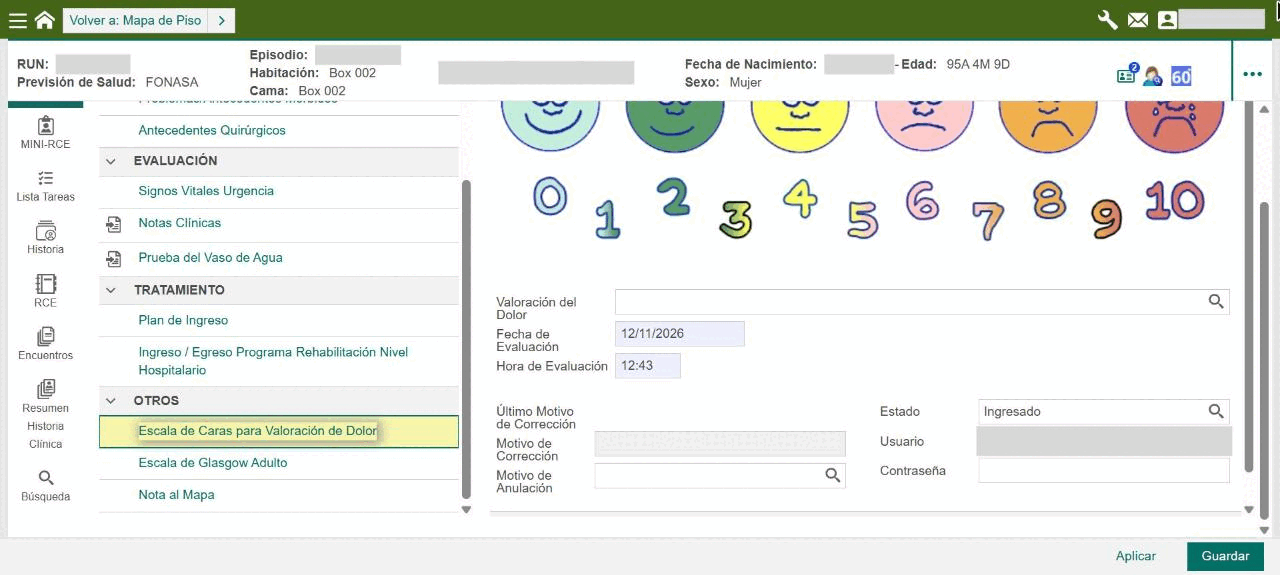 Volver a: Mapa de Piso
RUN:
Previsión de Salud: FONASA
Episodio:
Habitación: Box 002
Cama: Box 002
Fecha de Nacimiento: - Edad: 95A 4M 9D
Sexo: Mujer
2
60
MINI-RCE
Lista Tareas
Historia
RCE
Encuentros
Resumen
Historia
Clínica
Búsqueda
Problemas/Antecedentes Mórbidos
Antecedentes Quirúrgicos
EVALUACIÓN
Signos Vitales Urgencia
Notas Clínicas
Prueba del Vaso de Agua
TRATAMIENTO
Plan de Ingreso
Ingreso / Egreso Programa Rehabilitación Nivel
Hospitalario
OTROS
Escala de Caras para Valoración de Dolor
Escala de Glasgow Adulto
Nota al Mapa
0 1 2 3 4 5 6 7 8 9 10
Valoración del
Dolor
Fecha de
Evaluación
12/11/2026
Hora de Evaluación 12:43
Último Motivo
de Corrección
Motivo de
Corrección
Motivo de
Anulación
Estado Ingresado
Usuario
Contraseña
Aplicar
Guardar